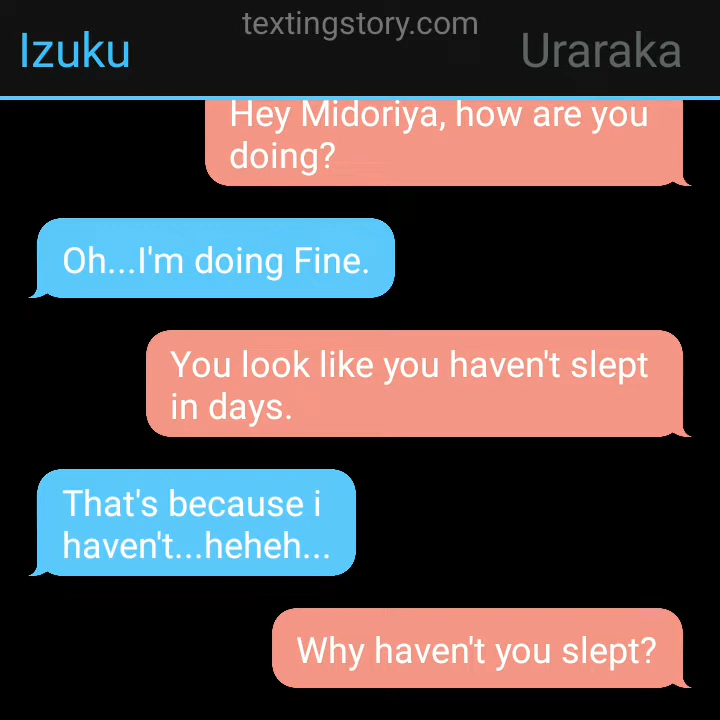 textingstory.com
Izuku
Uraraka
Hey Midoriya, how are you
doing?
Oh...I'm doing Fine.
You look like you haven't slept
in days.
That's because i
haven't...heheh...
Why haven't you slept?